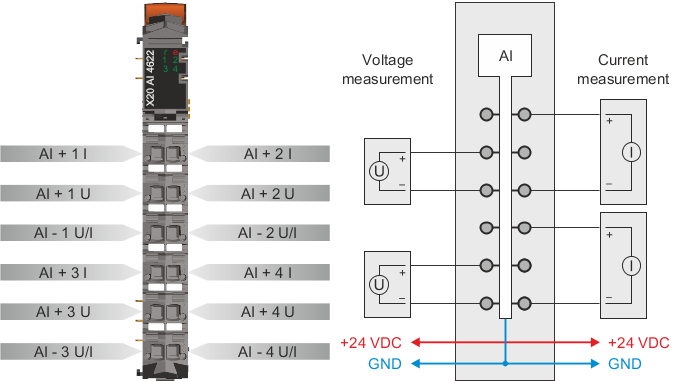 X20 AI 4622
r e
1 2
3 4
AI + 1 I
AI + 2 I
AI + 1 U
AI + 2 U
AI - 1 U/I
AI - 2 U/I
AI + 3 I
AI + 4 I
AI + 3 U
AI + 4 U
AI - 3 U/I
AI - 4 U/I
Voltage
measurement
AI
Current
measurement
+
U
−
+
I
−
+
U
−
+
I
−
+24 VDC
+24 VDC
GND
GND